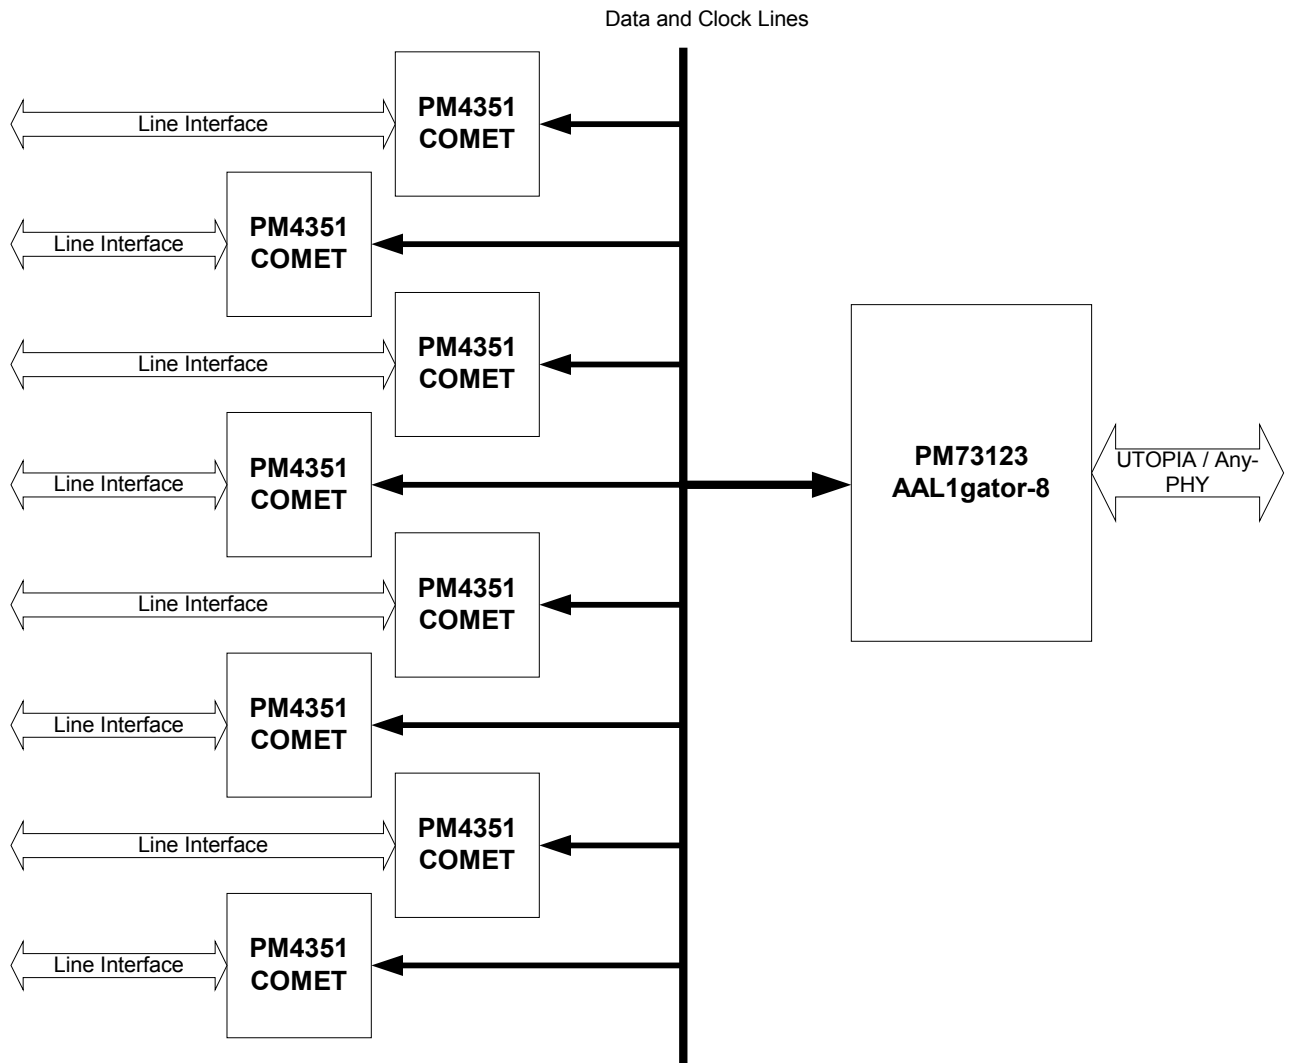 Data and Clock Lines
Line Interface
PM4351
COMET
Line Interface
PM4351
COMET
Line Interface
PM4351
COMET
Line Interface
PM4351
COMET
PM73123
AAL1gator-8
UTOPIA / Any-
PHY
Line Interface
PM4351
COMET
Line Interface
PM4351
COMET
Line Interface
PM4351
COMET
Line Interface
PM4351
COMET